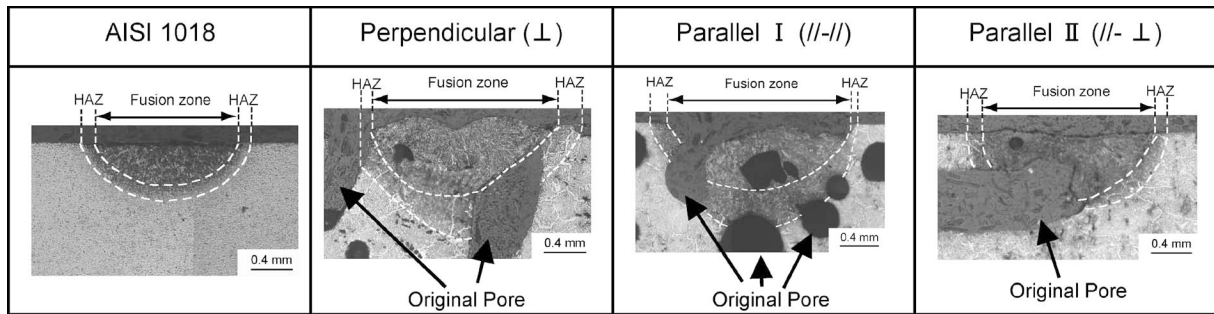 AISI 1018
Perpendicular (⊥)
Parallel Ⅰ (//-//)
Parallel Ⅱ (//- ⊥)
HAZ Fusion zone HAZ
0.4 mm
HAZ Fusion zone HAZ
0.4 mm
Original Pore
HAZ Fusion zone HAZ
0.4 mm
Original Pore
HAZ Fusion zone HAZ
0.4 mm
Original Pore